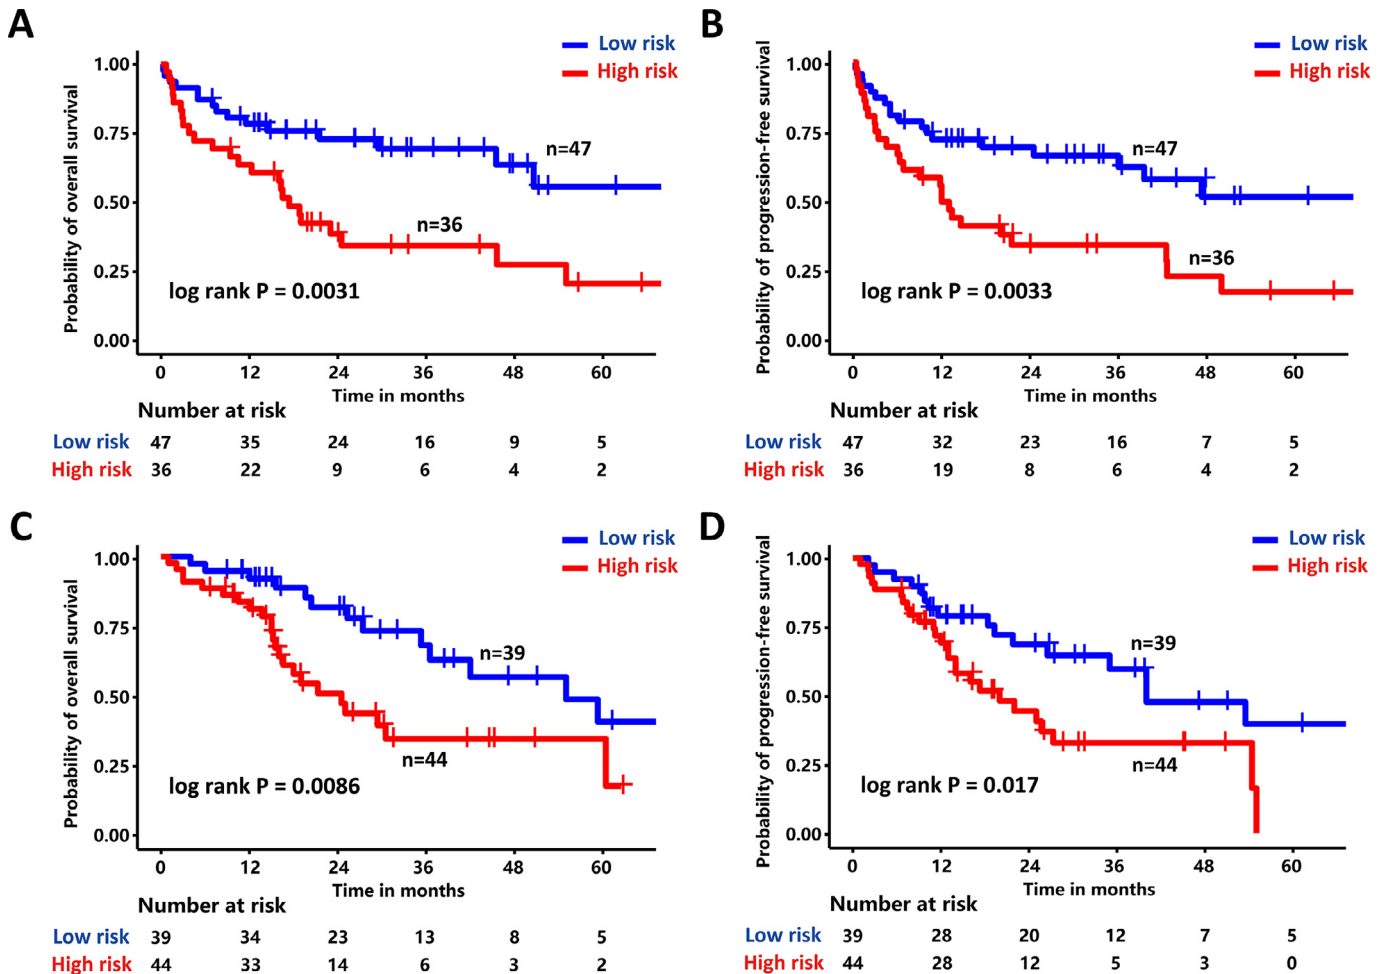 A
Low risk
High risk
Probability of overall survival
1.00
0.75
0.50
0.25
0.00
n=47
n=36
log rank P = 0.0031
0 12 24 36 48 60
Time in months
Number at risk
Low risk 47 35 24 16 9 5
High risk 36 22 9 6 4 2
B
Low risk
High risk
Probability of progression-free survival
1.00
0.75
0.50
0.25
0.00
n=47
n=36
log rank P = 0.0033
0 12 24 36 48 60
Time in months
Number at risk
Low risk 47 32 23 16 7 5
High risk 36 19 8 6 4 2
C
Low risk
High risk
Probability of overall survival
1.00
0.75
0.50
0.25
0.00
n=39
n=44
log rank P = 0.0086
0 12 24 36 48 60
Time in months
Number at risk
Low risk 39 34 23 13 8 5
High risk 44 33 14 6 3 2
D
Low risk
High risk
Probability of progression-free survival
1.00
0.75
0.50
0.25
0.00
n=39
n=44
log rank P = 0.017
0 12 24 36 48 60
Time in months
Number at risk
Low risk 39 28 20 12 7 5
High risk 44 28 12 5 3 0